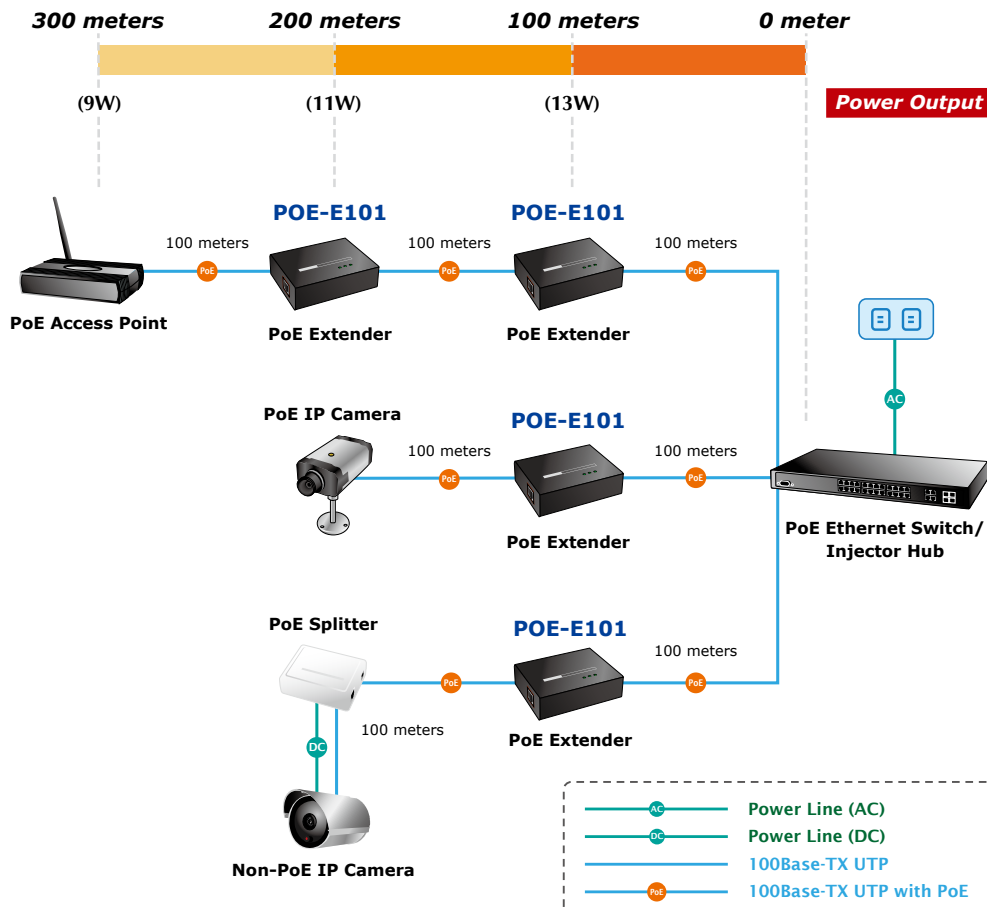 300 meters
200 meters
100 meters
0 meter
(9W)
(11W)
(13W)
Power Output
POE-E101
POE-E101
100 meters
100 meters
100 meters
PoE
PoE
PoE
PoE Access Point
PoE Extender
PoE Extender
AC
PoE IP Camera
POE-E101
100 meters
100 meters
PoE
PoE
PoE Extender
PoE Ethernet Switch/
Injector Hub
PoE Splitter
POE-E101
100 meters
PoE
PoE
100 meters
PoE Extender
DC
Non-PoE IP Camera
AC
Power Line (AC)
DC
Power Line (DC)
100Base-TX UTP
PoE
100Base-TX UTP with PoE